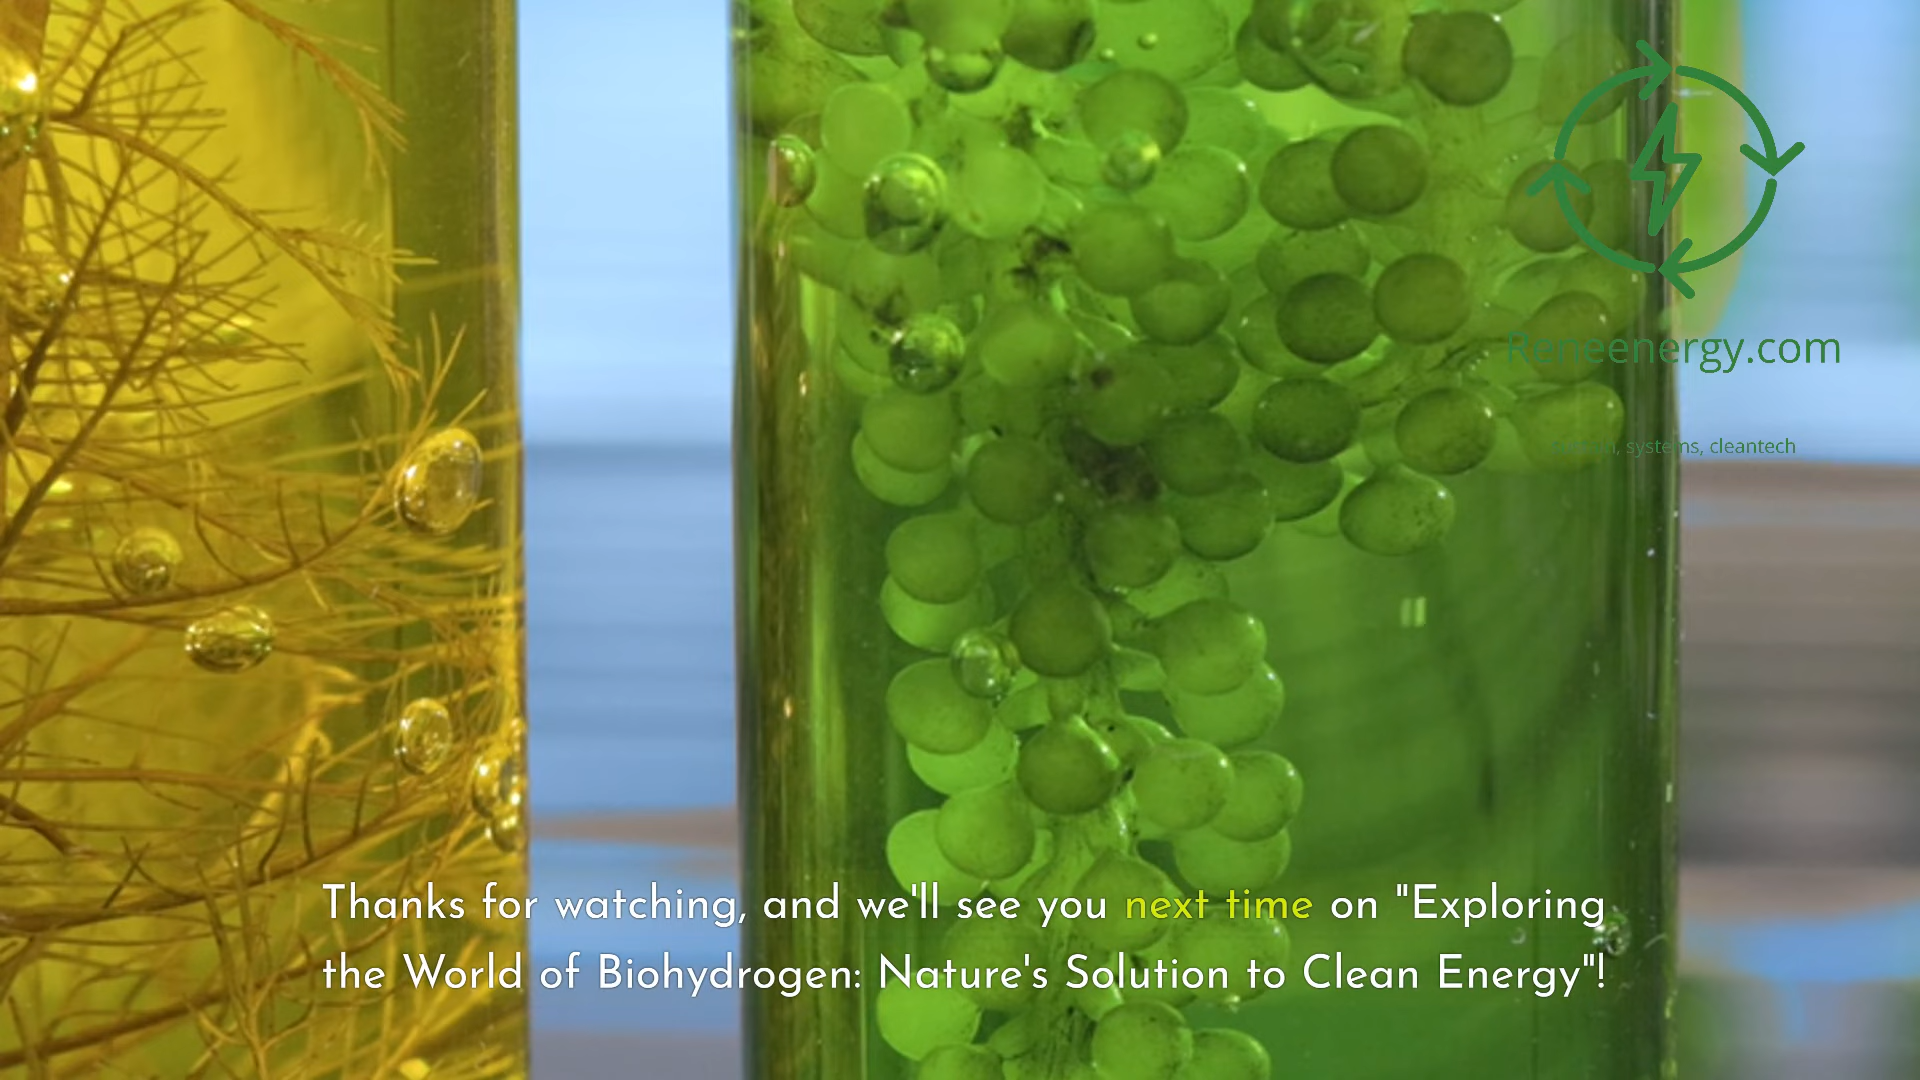 Reneenergy.com
systems, cleantech
Thanks for watching, and we'll see you next time on "Exploring
the World of Biohydrogen: Nature's Solution to Clean Energy"!